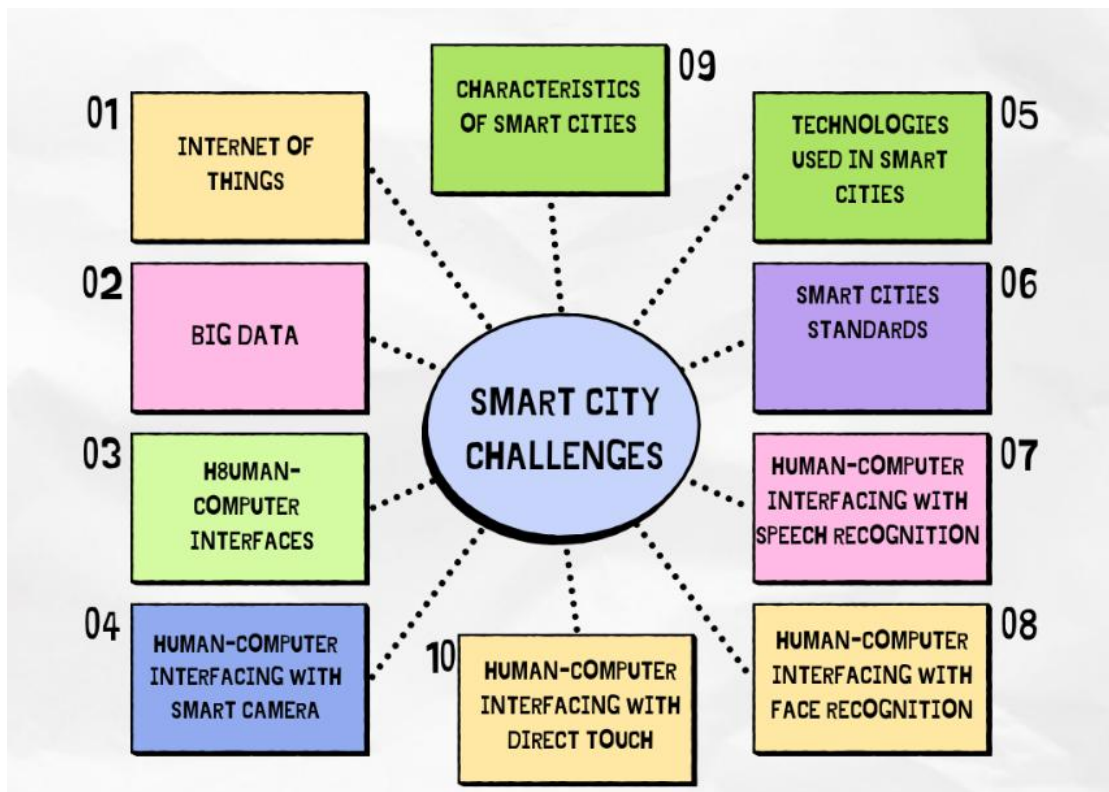 01
INTERNET OF
THINGS
02
BIG DATA
03
H8UMAN-
COMPUTER
INTERFACES
04
HUMAN-COMPUTER
INTERFACING WITH
SMART CAMERA
09
CHARACTERISTICS
OF SMART CITIES
SMART CITY
CHALLENGES
10
HUMAN-COMPUTER
INTERFACING WITH
DIRECT TOUCH
05
TECHNOLOGIES
USED IN SMART
CITIES
06
SMART CITIES
STANDARDS
07
HUMAN-COMPUTER
INTERFACING WITH
SPEECH RECOGNITION
08
HUMAN-COMPUTER
INTERFACING WITH
FACE RECOGNITION